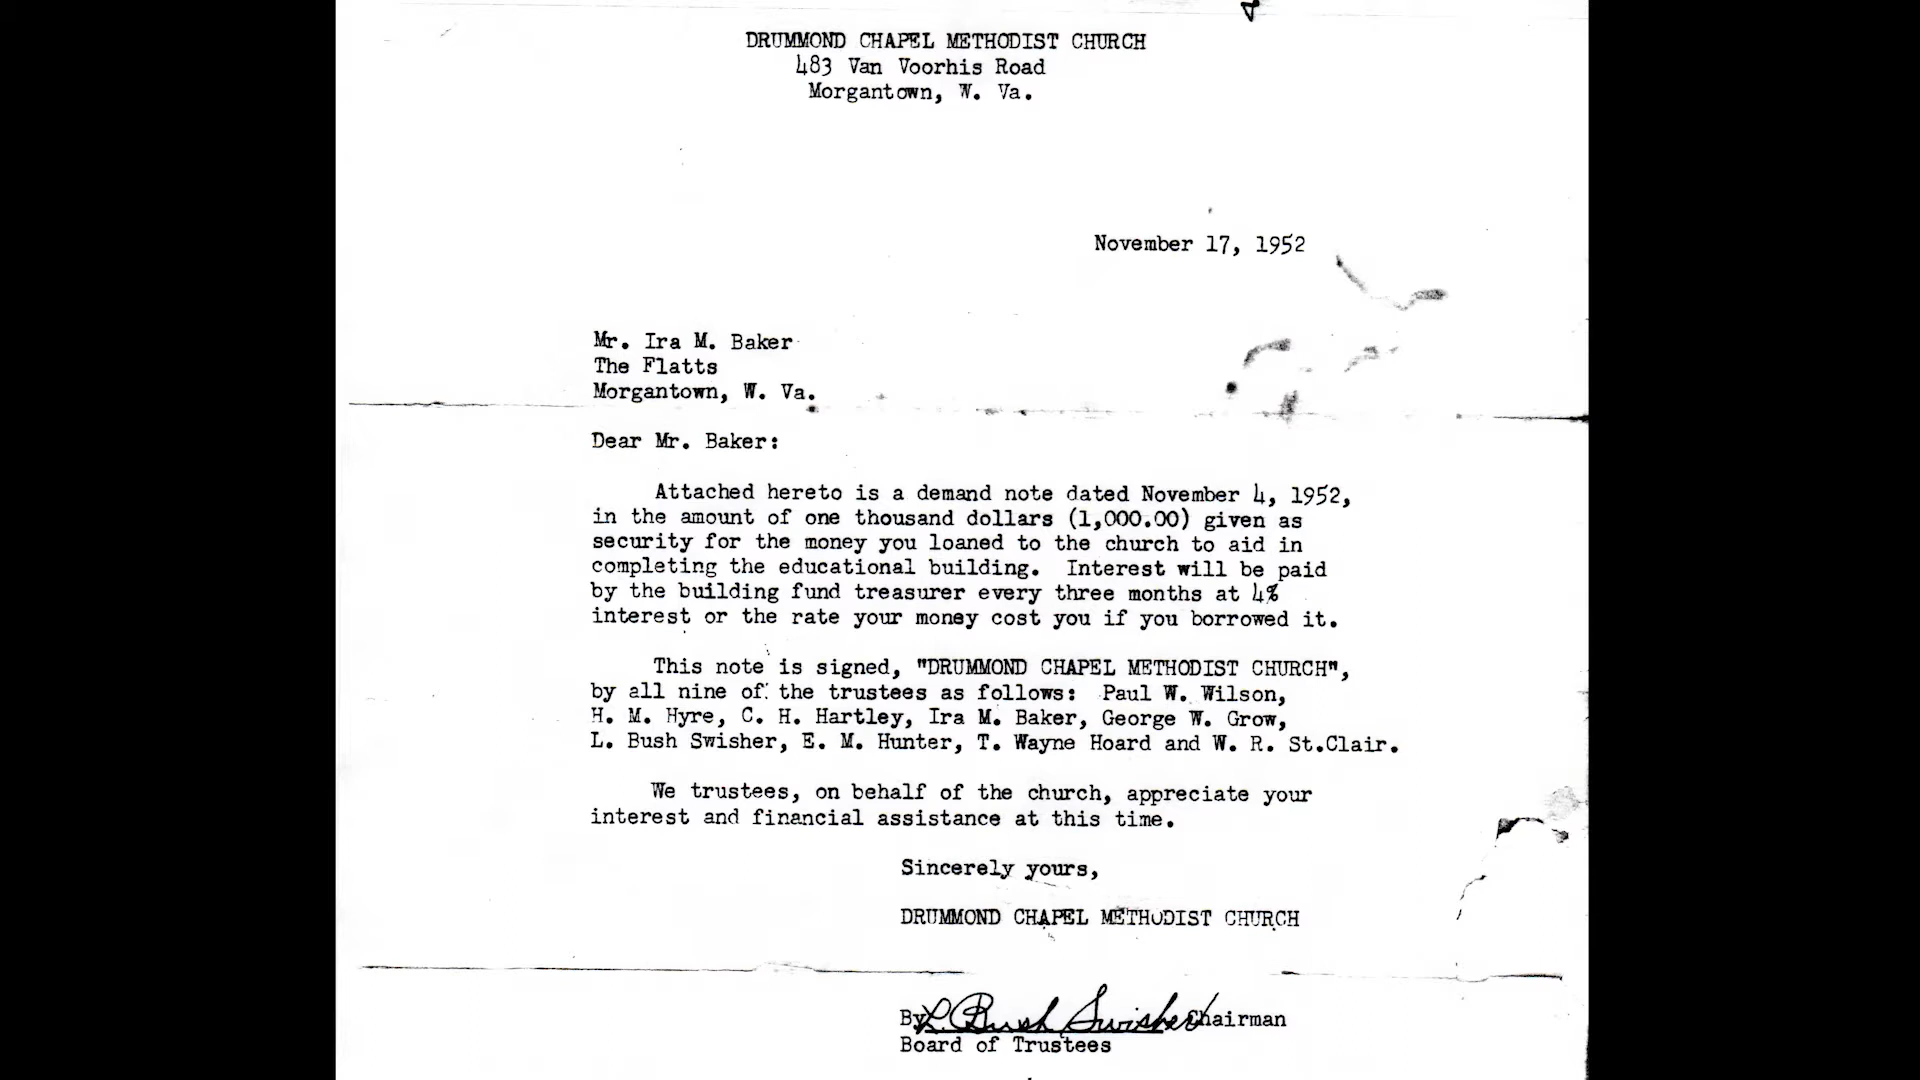 DRUMMOND CHAPEL METHODIST CHURCH
483 Van Voorhis Road
Morgantown, W. Va.
November 17, 1952
Mr. Ira M. Baker
The Flatts
Morgantown, W. Va.
Dear Mr. Baker:
Attached hereto is a demand note dated November 4, 1952,
in the amount of one thousand dollars (1,000.00) given as
security for the money you loaned to the church to aid in
completing the educational building. Interest will be paid
by the building fund treasurer every three months at 4%
interest or the rate your money cost you if you borrowed it.
This note is signed, "DRUMMOND CHAPEL METHODIST CHURCH",
by all nine of the trustees as follows: Paul W. Wilson,
H. M. Hyre, C. H. Hartley, Ira M. Baker, George W. Grow,
L. Bush Swisher, E. M. Hunter, T. Wayne Hoard and W. R. St.Clair.
We trustees, on behalf of the church, appreciate your
interest and financial assistance at this time.
Sincerely yours,
DRUMMOND CHAPEL METHODIST CHURCH
By L. Bush Swisher Chairman
Board of Trustees